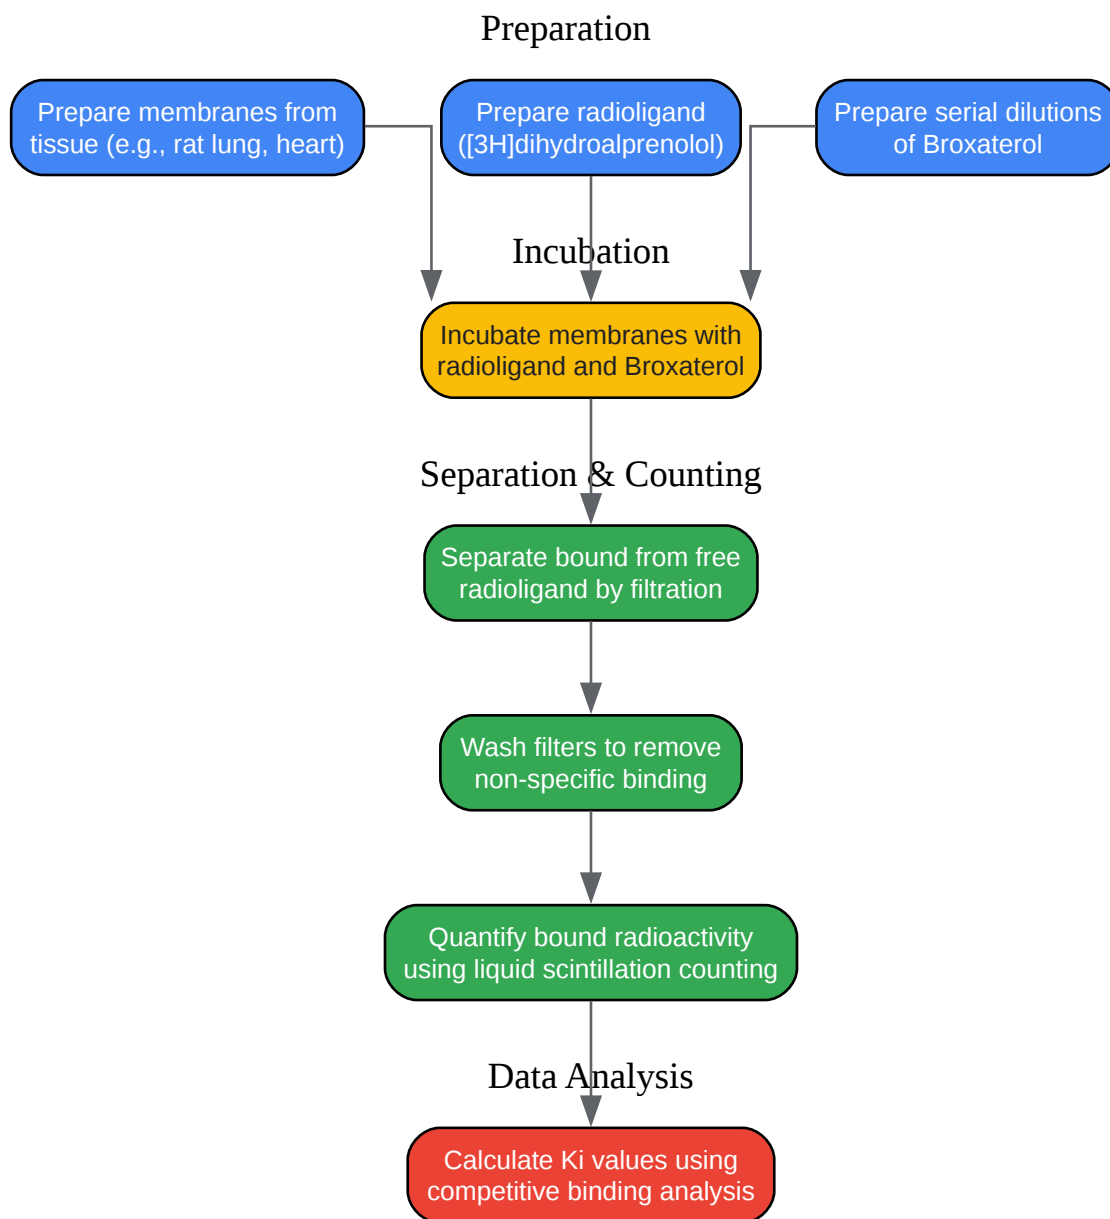 Preparation
Prepare membranes from
tissue (e.g., rat lung, heart)
Prepare radioligand
([3H]dihydroalprenolol)
Prepare serial dilutions
of Broxaterol
Incubation
Incubate membranes with
radioligand and Broxaterol
Separation & Counting
Separate bound from free
radioligand by filtration
Wash filters to remove
non-specific binding
Quantify bound radioactivity
using liquid scintillation counting
Data Analysis
Calculate Ki values using
competitive binding analysis